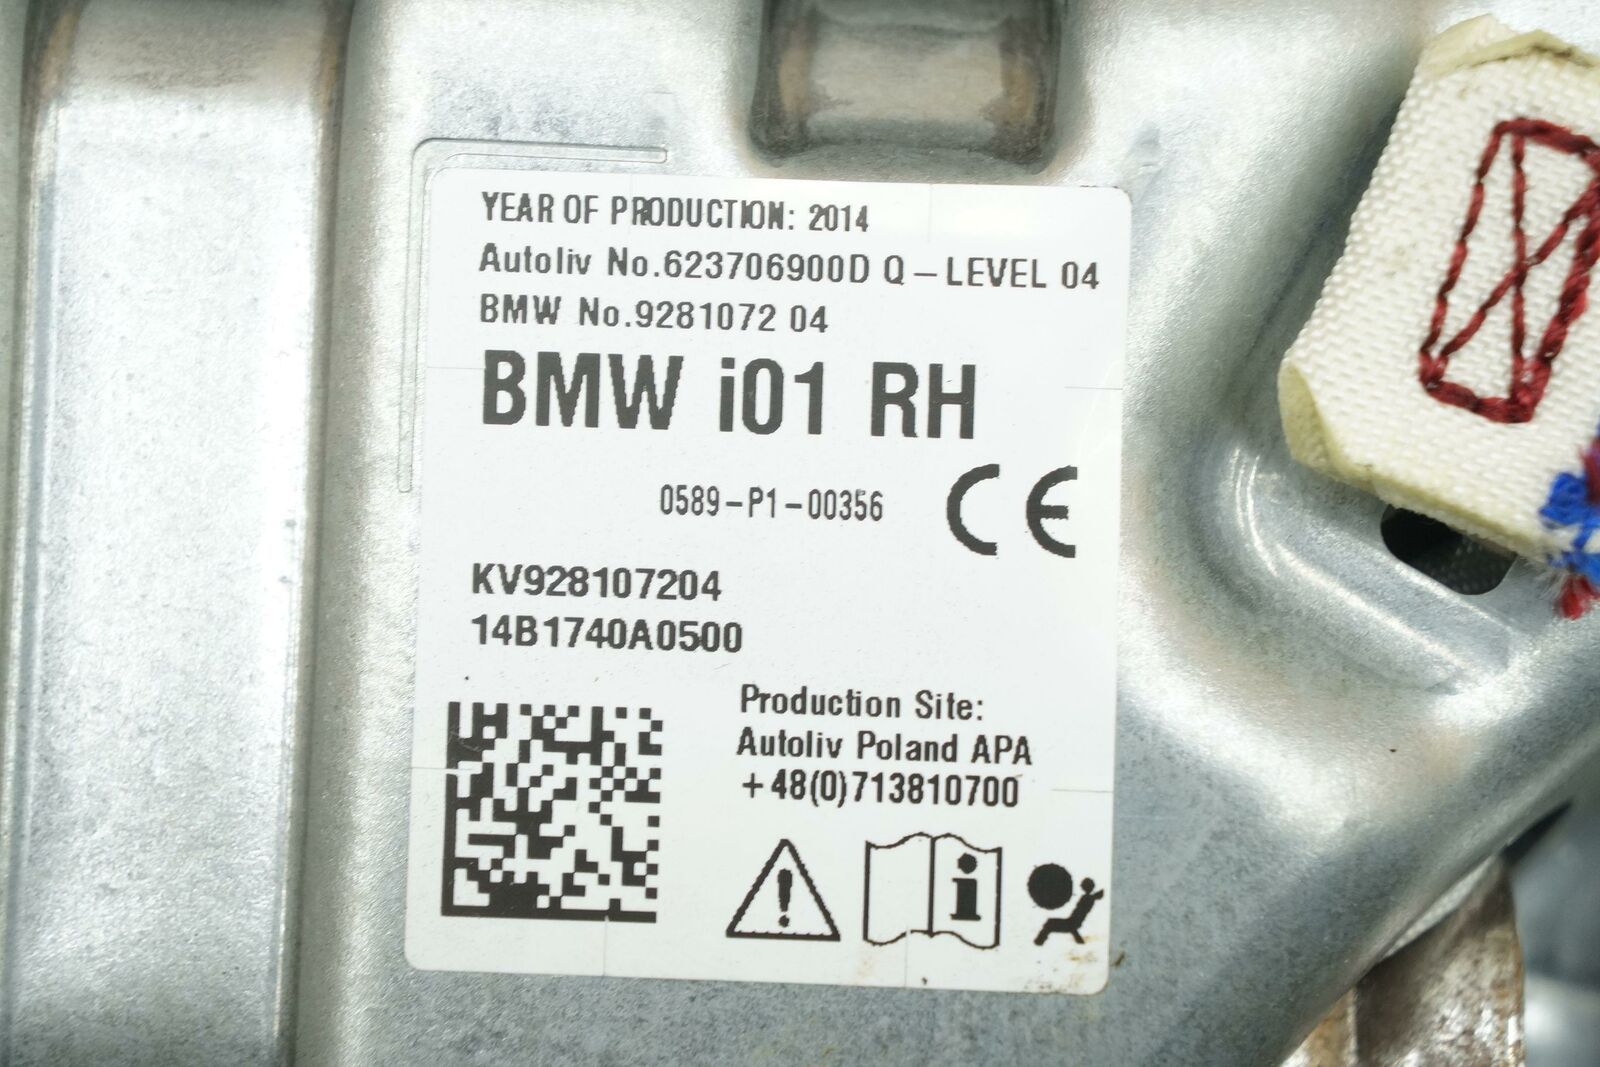 YEAR OF PRODUCTION: 2014
Autoliv No.623706900D Q-LEVEL 04
BMW No.9281072 04
BMW i01 RH
0589-P1-00356
CE
KV928107204
14B1740A0500
Production Site:
Autoliv Poland APA
+48(0)713810700